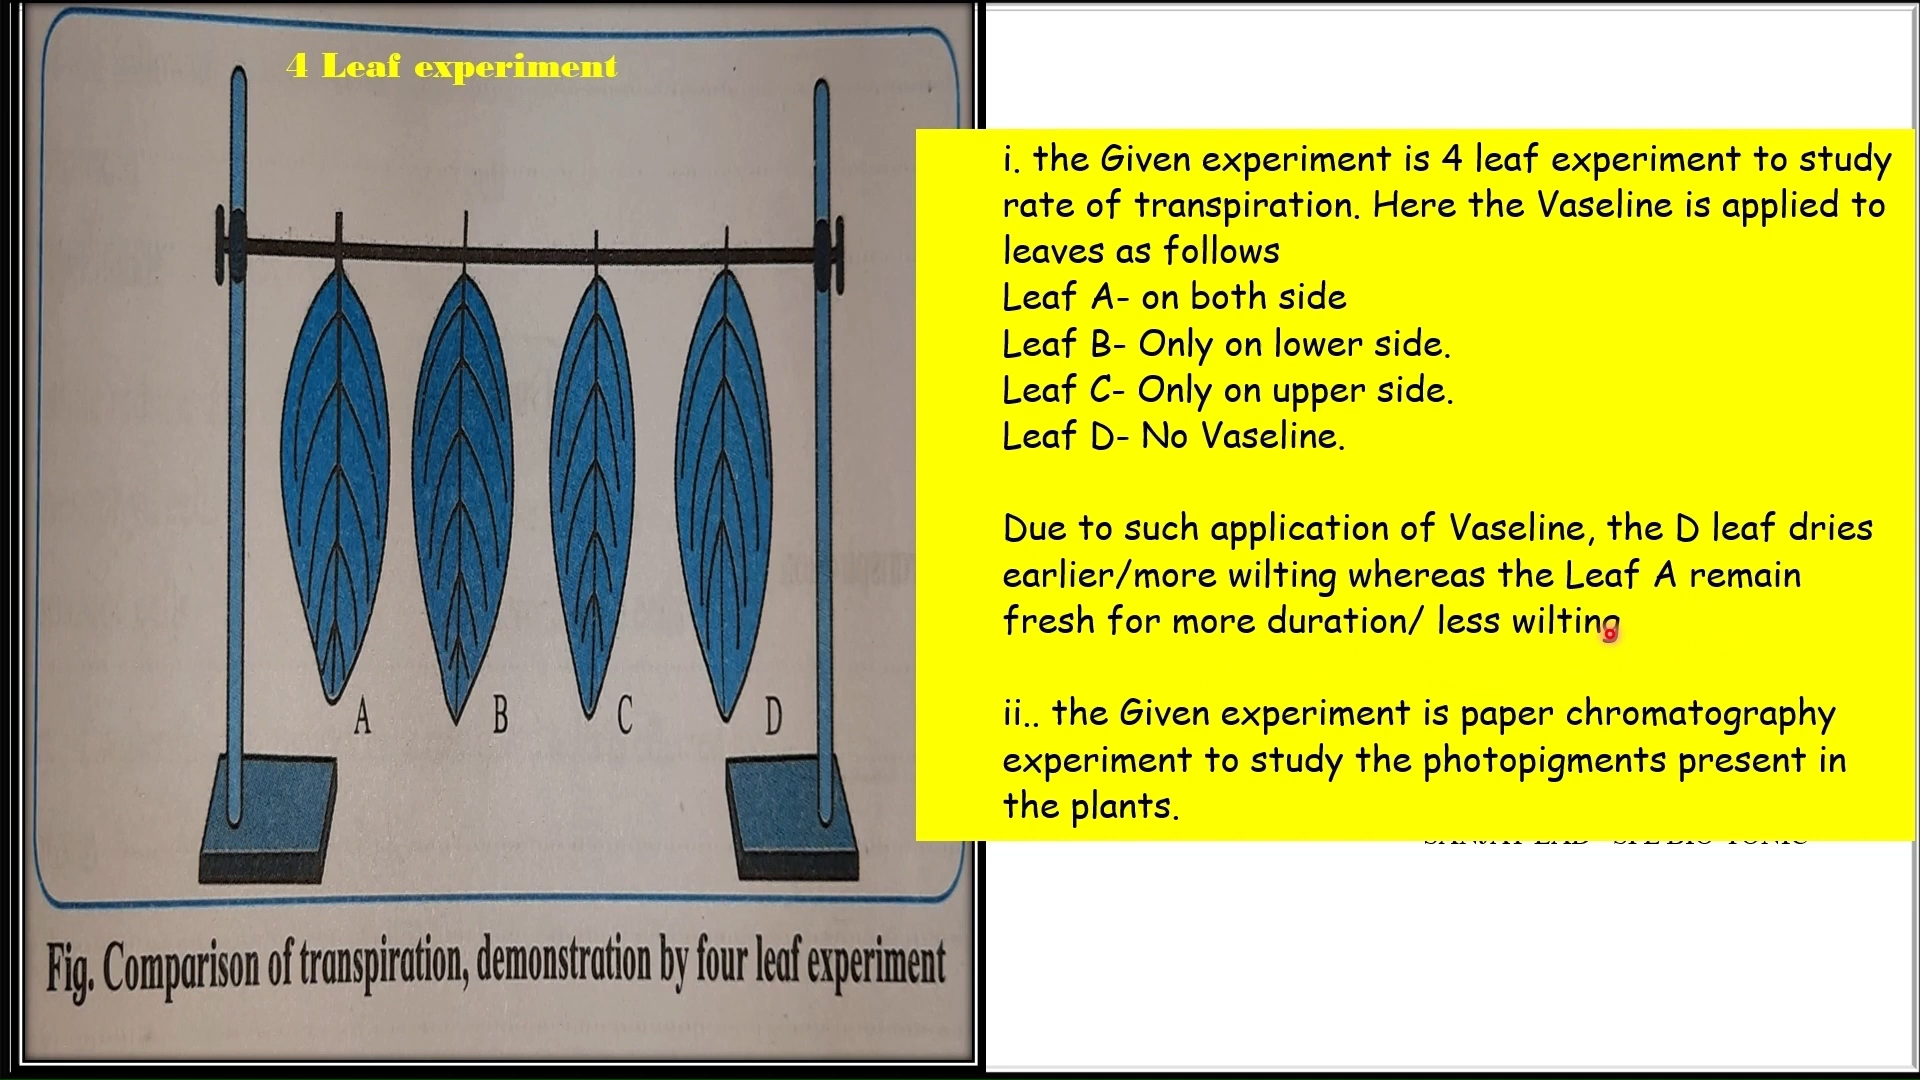 4 Leaf experiment
A
B
C
D
Fig. Comparison of transpiration, demonstration by four leaf experiment
i. the Given experiment is 4 leaf experiment to study
rate of transpiration. Here the Vaseline is applied to
leaves as follows
Leaf A- on both side
Leaf B- Only on lower side.
Leaf C- Only on upper side.
Leaf D- No Vaseline.
Due to such application of Vaseline, the D leaf dries
earlier/more wilting whereas the Leaf A remain
fresh for more duration/ less wilting
ii.. the Given experiment is paper chromatography
experiment to study the photopigments present in
the plants.